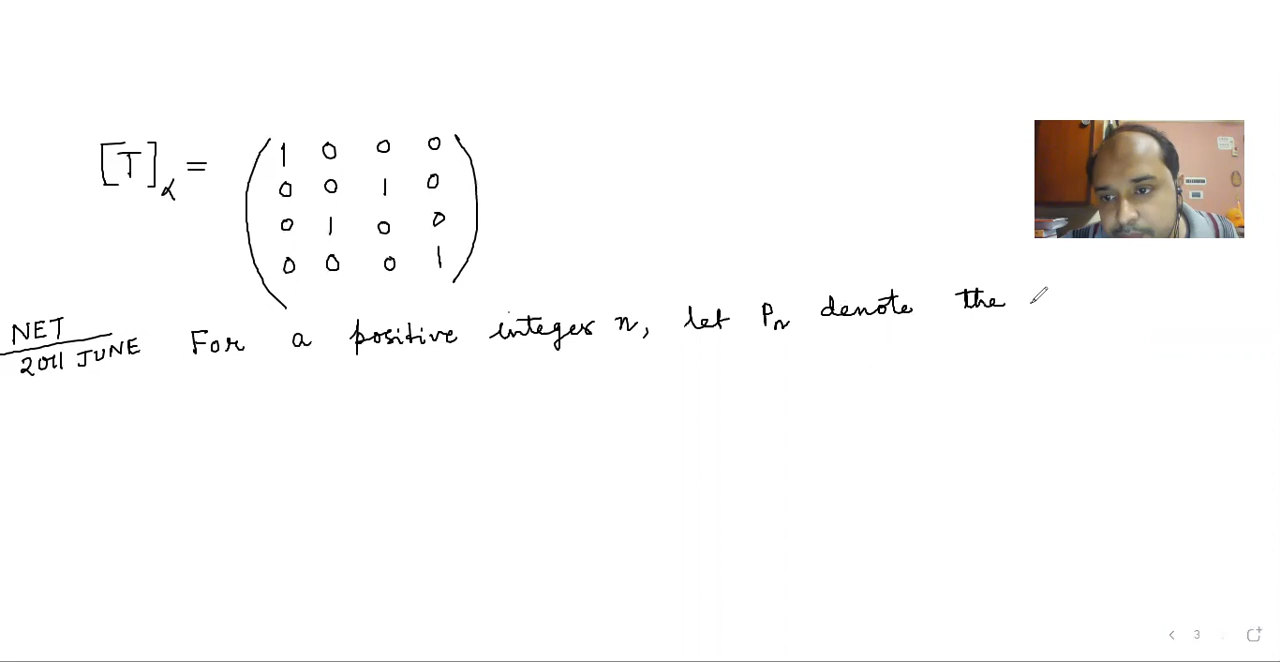 [T]α = (1 0 0 0
0 0 1 0
0 1 0 0
0 0 0 1)
NET
2011 JUNE For a positive integer n, let Pn denote the
3